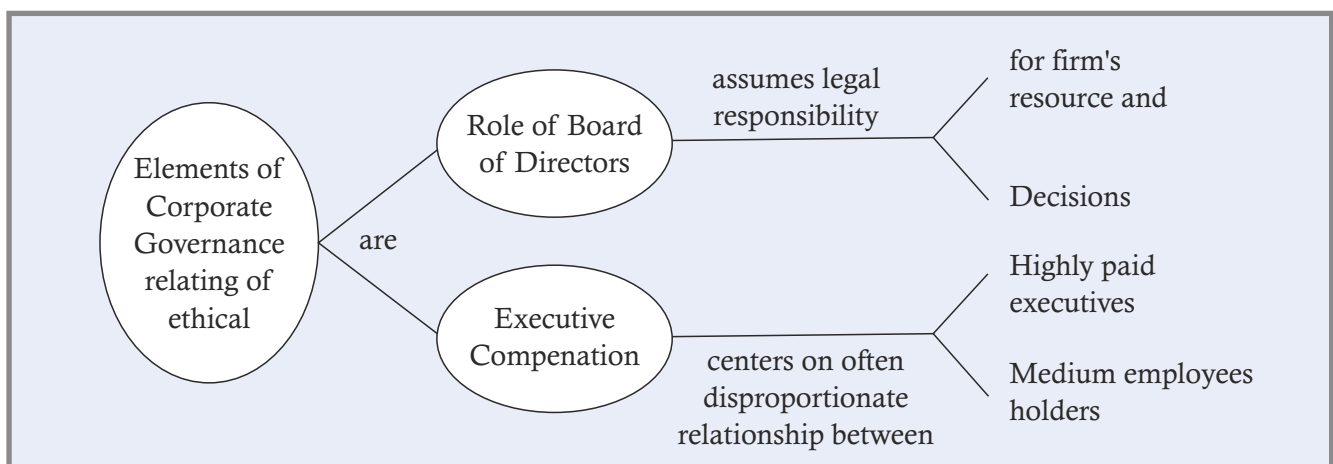 Elements of
Corporate
Governance
relating of
ethical
are
Role of Board
of Directors
assumes legal
responsibility
for firm's
resource and
Decisions
Executive
Compenation
centers on often
disproportionate
relationship between
Highly paid
executives
Medium employees
holders